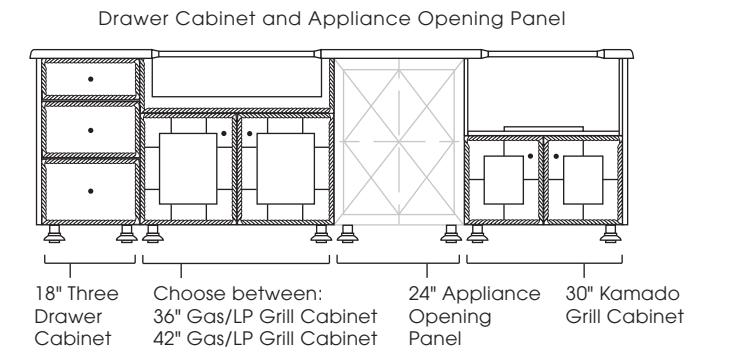 Drawer Cabinet and Appliance Opening Panel
18" Three
Drawer
Cabinet
Choose between:
36" Gas/LP Grill Cabinet
42" Gas/LP Grill Cabinet
24" Appliance
Opening
Panel
30" Kamado
Grill Cabinet